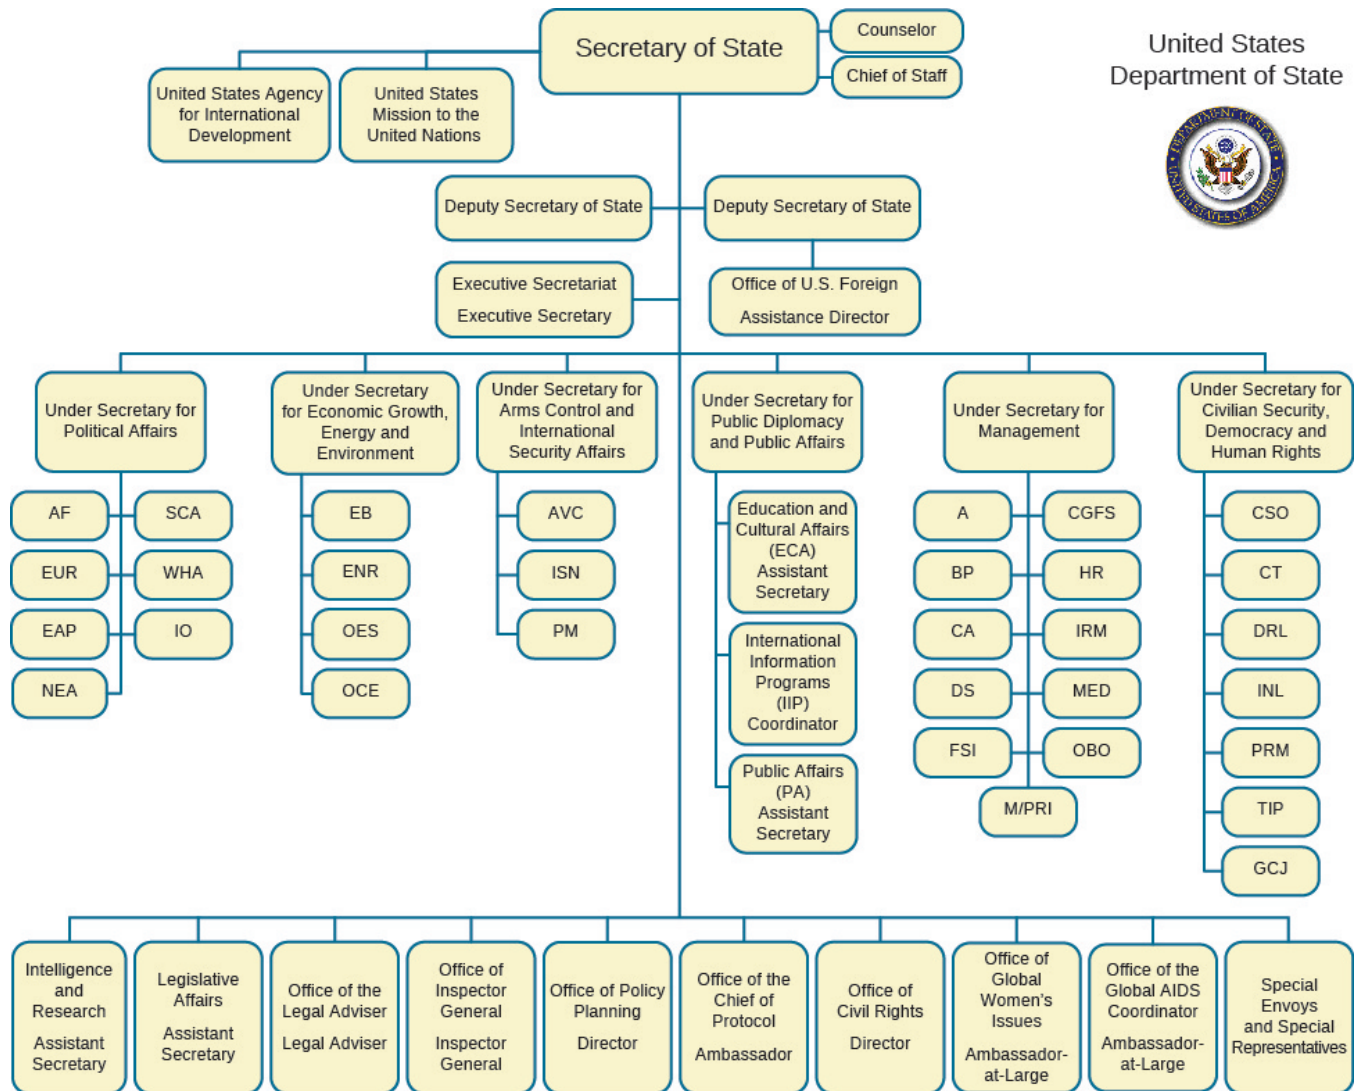 Secretary of State
Counselor
Chief of Staff
United States
Department of State
DEPARTMENT OF STATE
UNITED STATES OF AMERICA
United States Agency
for International
Development
United States
Mission to the
United Nations
Deputy Secretary of State
Deputy Secretary of State
Executive Secretariat
Executive Secretary
Office of U.S. Foreign
Assistance Director
Under Secretary for
Political Affairs
Under Secretary
for Economic Growth,
Energy and
Environment
Under Secretary for
Arms Control and
International
Security Affairs
Under Secretary for
Public Diplomacy
and Public Affairs
Under Secretary for
Management
Under Secretary for
Civilian Security,
Democracy and
Human Rights
AF
SCA
EUR
WHA
EAP
IO
NEA
EB
ENR
OES
OCE
AVC
ISN
PM
Education and
Cultural Affairs
(ECA)
Assistant
Secretary
International
Information
Programs
(IIP)
Coordinator
Public Affairs
(PA)
Assistant
Secretary
A
CGFS
BP
HR
CA
IRM
DS
MED
FSI
OBO
M/PRI
CSO
CT
DRL
INL
PRM
TIP
GCJ
Intelligence
and
Research
Assistant
Secretary
Legislative
Affairs
Assistant
Secretary
Office of the
Legal Adviser
Legal Adviser
Office of
Inspector
General
Inspector
General
Office of Policy
Planning
Director
Office of the
Chief of
Protocol
Ambassador
Office of
Civil Rights
Director
Office of
Global
Women's
Issues
Ambassador-
at-Large
Office of the
Global AIDS
Coordinator
Ambassador-
at-Large
Special
Envoys
and Special
Representatives